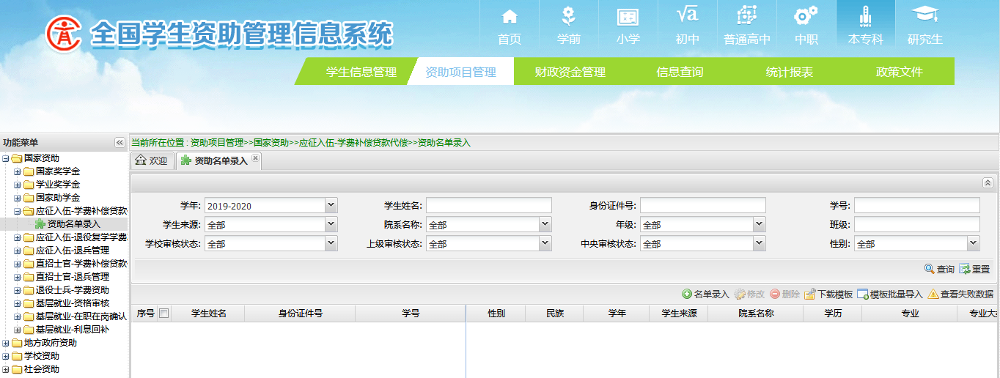 全国学生资助管理信息系统
首页 学前 小学 初中 普通高中 中职 本专科 研究生
学生信息管理 资助项目管理 财政资金管理 信息查询 统计报表 政策文件
功能菜单
国家资助
国家奖学金
学业奖学金
国家助学金
应征入伍-学费补偿贷款
资助名单录入
应征入伍-退役复学学费
应征入伍-退兵管理
直招士官-学费补偿贷款
直招士官-退兵管理
退役士兵-学费资助
基层就业-资格审核
基层就业-在职在岗确认
基层就业-利息回补
地方政府资助
学校资助
社会资助
当前所在位置：资助项目管理>>国家资助>>应征入伍-学费补偿贷款代偿>>资助名单录入
欢迎 资助名单录入
学年: 2019-2020 学生姓名: 身份证件号: 学号:
学生来源: 全部 院系名称: 全部 年级: 全部 班级:
学校审核状态: 全部 上级审核状态: 全部 中央审核状态: 全部 性别: 全部
查询 重置
名单录入 修改 删除 下载模板 模板批量导入 查看失败数据
序号 学生姓名 身份证件号 学号 性别 民族 学年 学生来源 院系名称 学历 专业 专业大